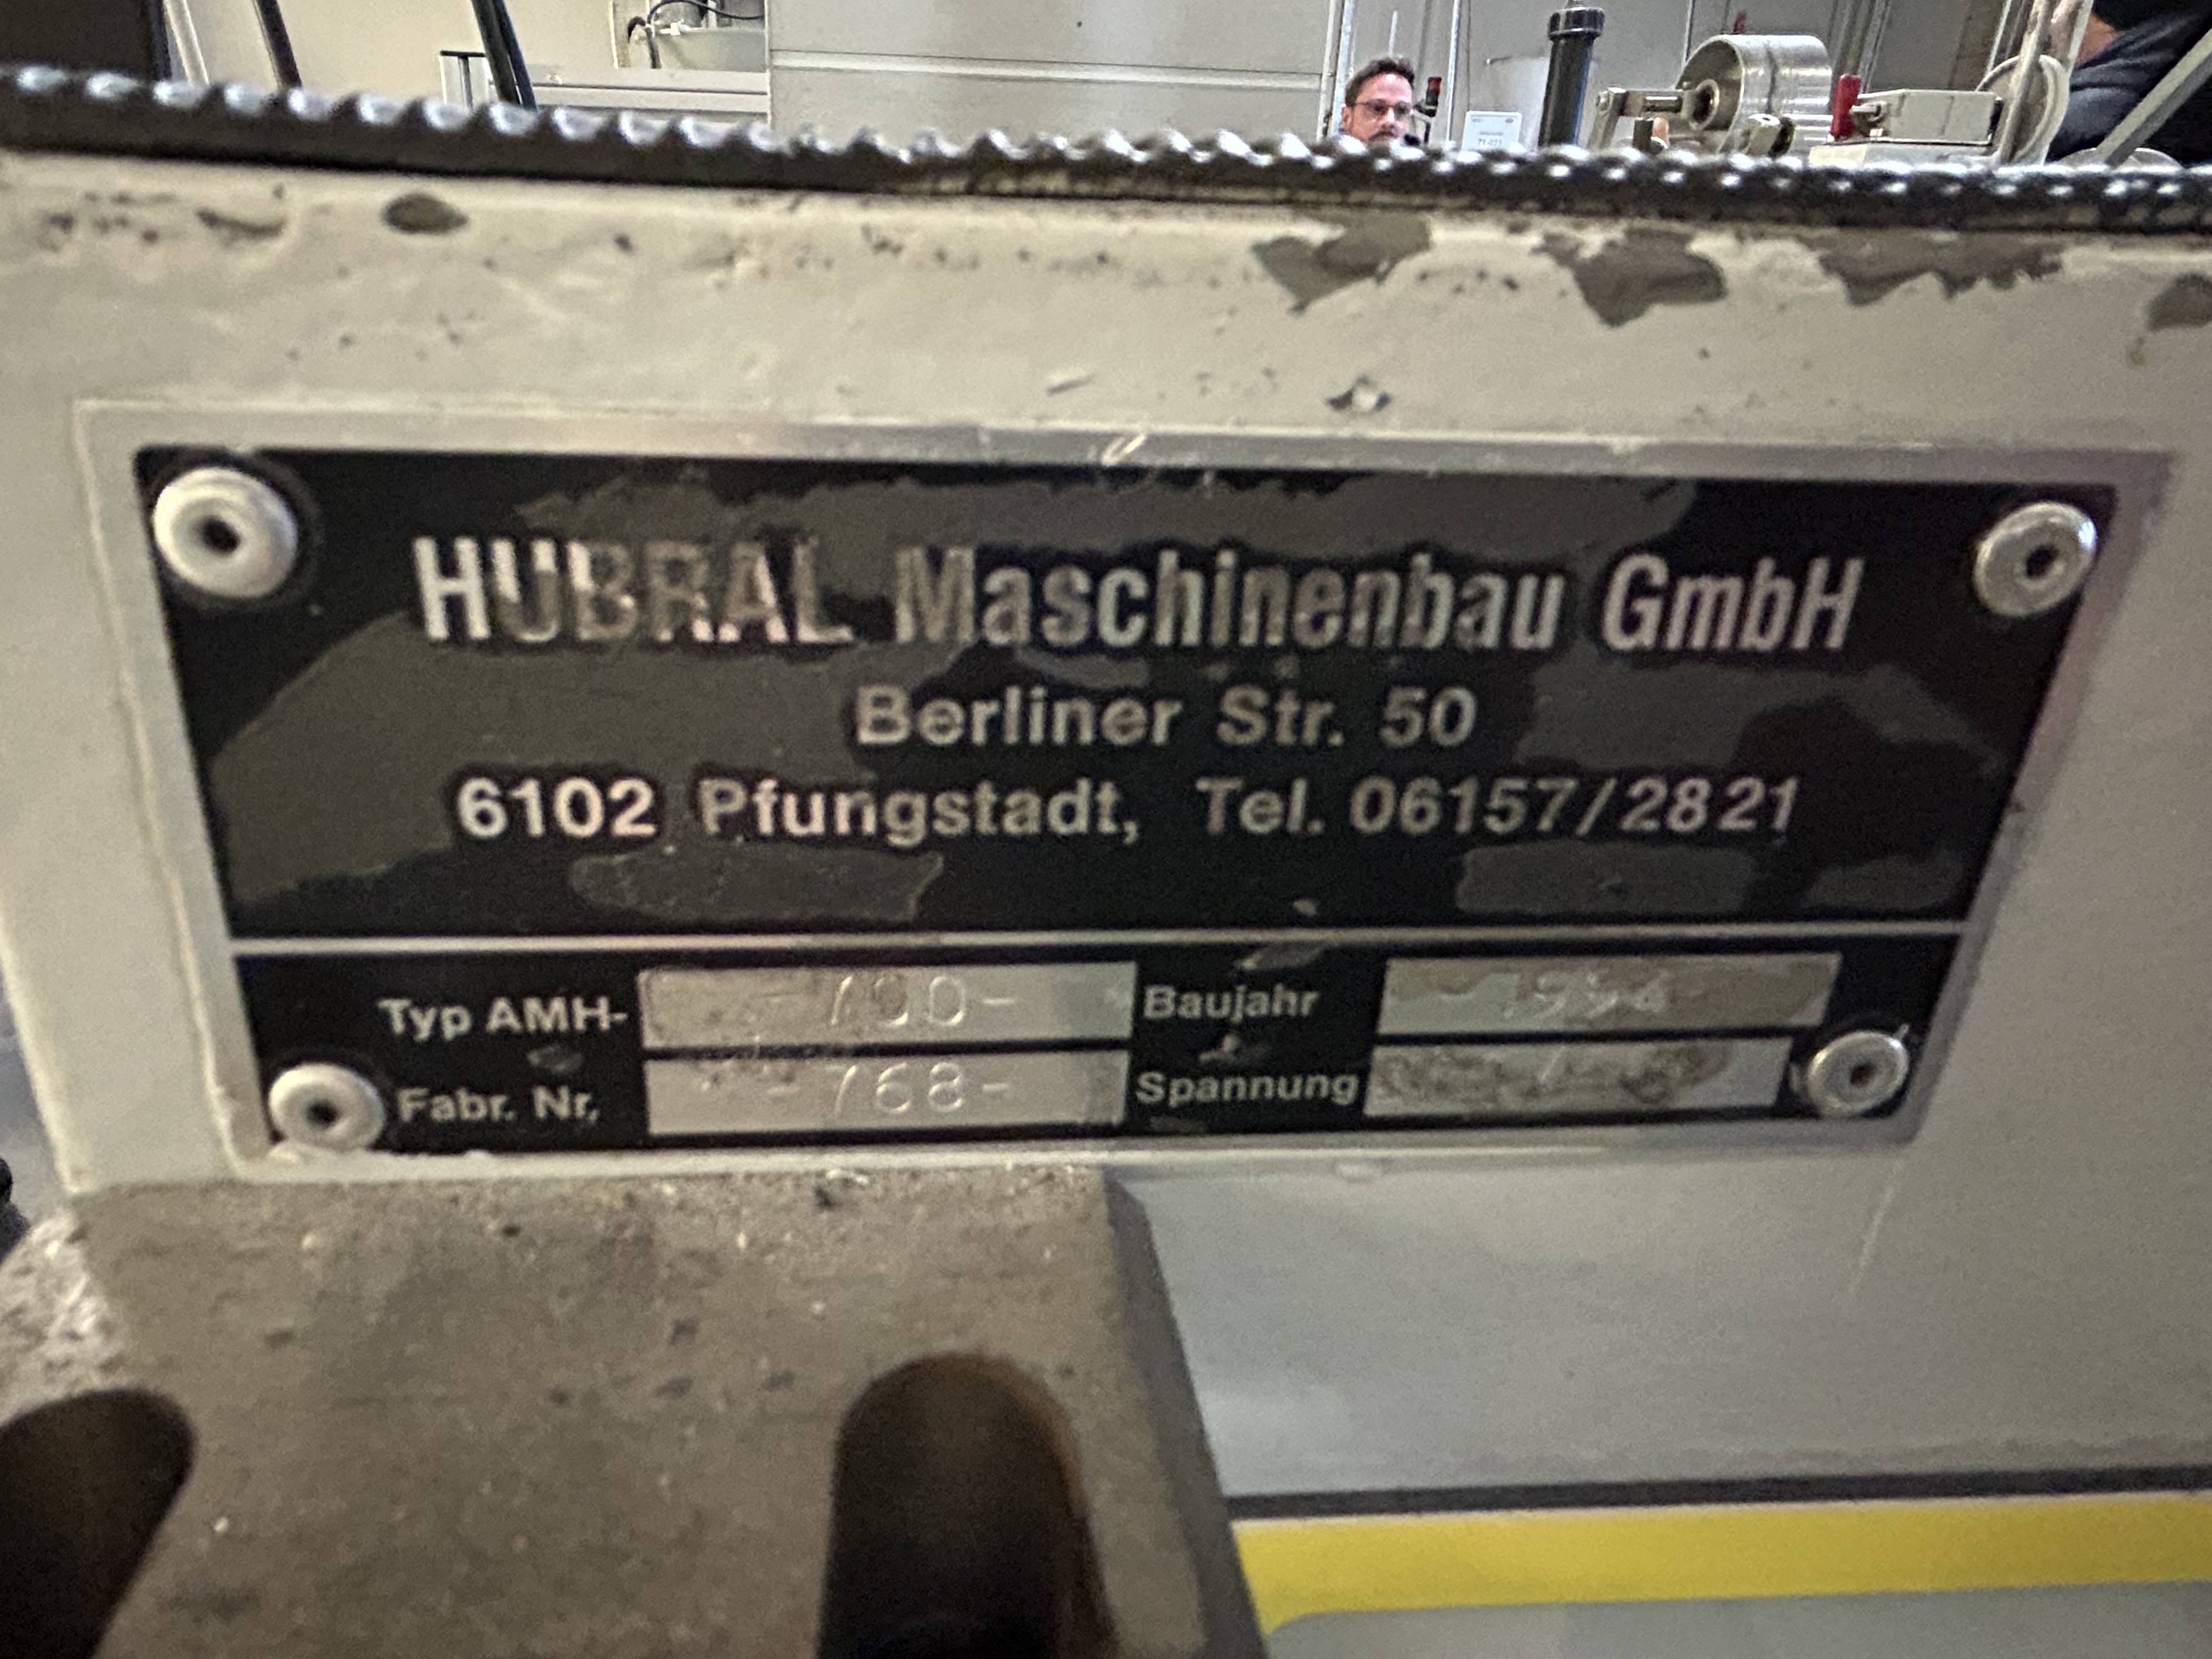 HUBRAL Maschinenbau GmbH
Berliner Str. 50
6102 Pfungstadt, Tel. 06157/2821
Typ AMH- -700- Baujahr
Fabr. Nr. -768- Spannung